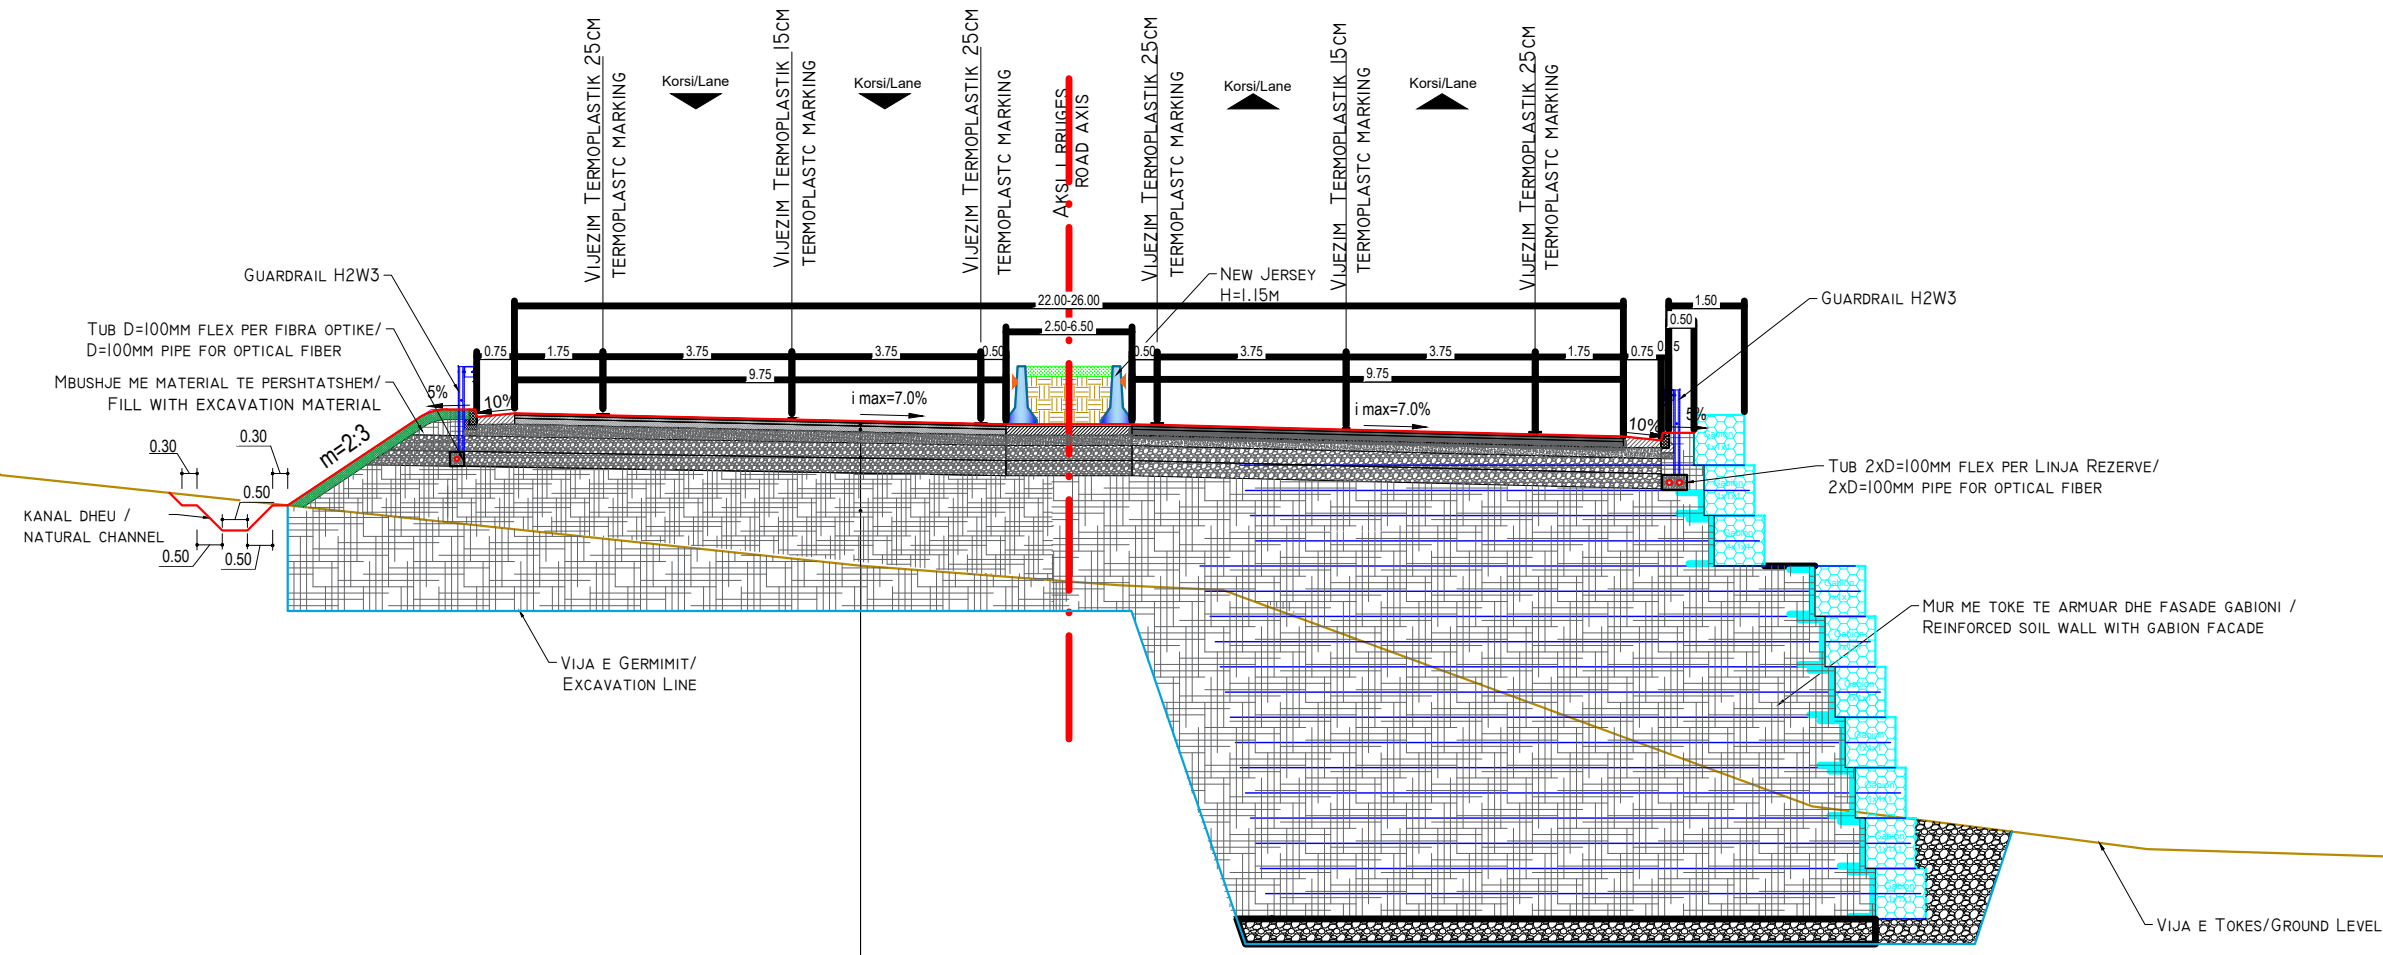 VIJEZIM TERMOPLASTIK 25CM
TERMOPLASTC MARKING
Korsi/Lane
VIJEZIM TERMOPLASTIK 15CM
TERMOPLASTC MARKING
Korsi/Lane
VIJEZIM TERMOPLASTIK 25CM
TERMOPLASTC MARKING
AKSI I RRUGES
ROAD AXIS
VIJEZIM TERMOPLASTIK 25CM
TERMOPLASTC MARKING
Korsi/Lane
VIJEZIM TERMOPLASTIK 15CM
TERMOPLASTC MARKING
Korsi/Lane
VIJEZIM TERMOPLASTIK 25CM
TERMOPLASTC MARKING
GUARDRAIL H2W3
NEW JERSEY
H=1.15M
22.00-26.00
1.50
GUARDRAIL H2W3
0.50
2.50-6.50
TUB D=100MM FLEX PER FIBRA OPTIKE/
D=100MM PIPE FOR OPTICAL FIBER
0.75
1.75
3.75
3.75
0.50
0.50
3.75
3.75
1.75
0.75
9.75
9.75
MBUSHJE ME MATERIAL TE PERSHTATSHEM/
FILL WITH EXCAVATION MATERIAL
5%
10%
i max=7.0%
i max=7.0%
10%
5%
m=2:3
0.30
0.30
0.50
KANAL DHEU /
NATURAL CHANNEL
0.50
0.50
TUB 2XD=100MM FLEX PER LINJA REZERVE/
2XD=100MM PIPE FOR OPTICAL FIBER
MUR ME TOKE TE ARMUAR DHE FASADE GABIONI /
REINFORCED SOIL WALL WITH GABION FACADE
VIJA E GERMIMIT/
EXCAVATION LINE
VIJA E TOKES/GROUND LEVEL